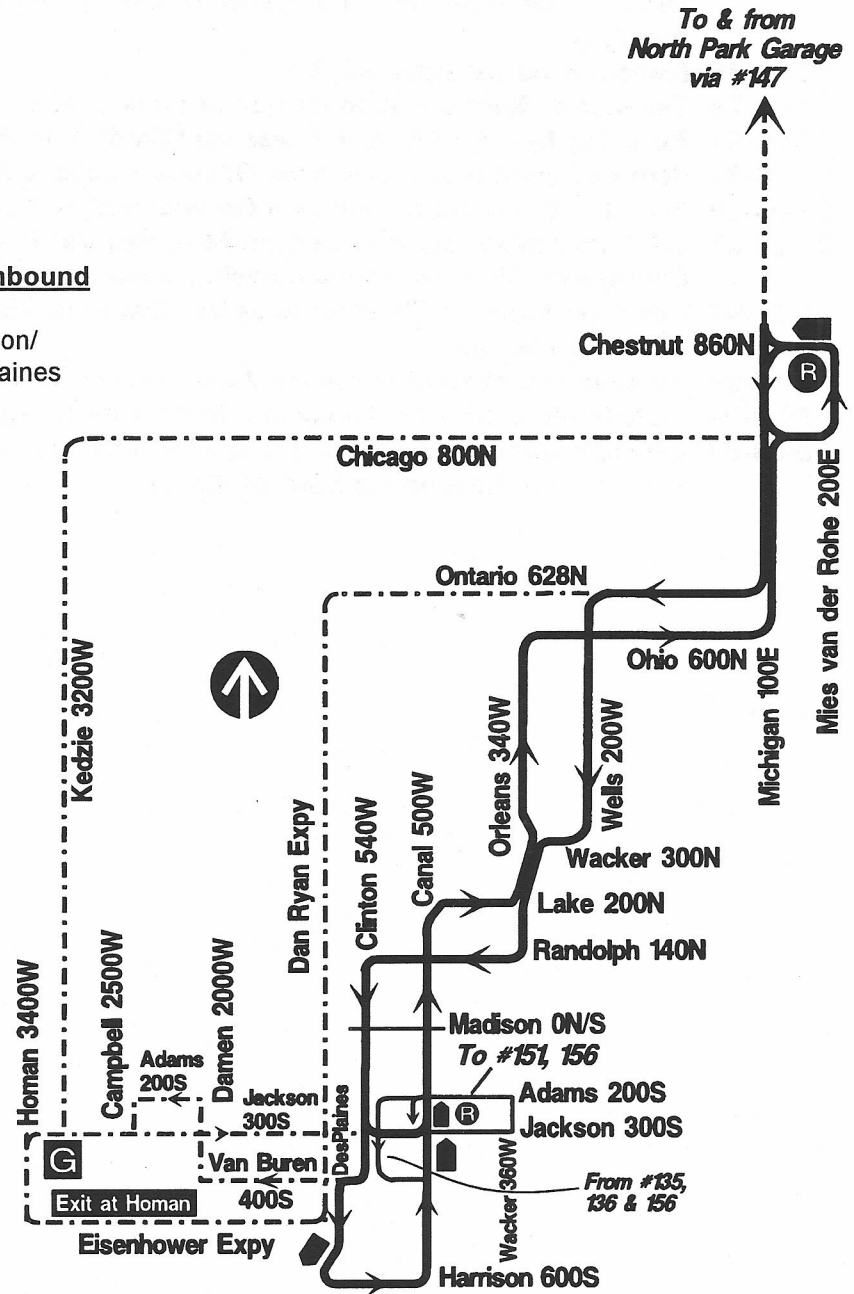 To & from
North Park Garage
via #147
nbound
on/
aines
Chestnut 860N
R
Chicago 800N
Mies van der Rohe 200E
Ontario 628N
Ohio 600N
Michigan 100E
Kedzie 3200W
Orleans 340W
Wells 200W
Dan Ryan Expy
Clinton 540W
Canal 500W
Wacker 300N
Lake 200N
Randolph 140N
Homan 3400W
Campbell 2500W
Damen 2000W
Madison 0N/S
To #151, 156
Adams
200S
Jackson
300S
Adams 200S
R
Jackson 300S
DesPlaines
G
Van Buren
400S
Exit at Homan
Wacker 360W
From #135,
136 & 156
Eisenhower Expy
Harrison 600S